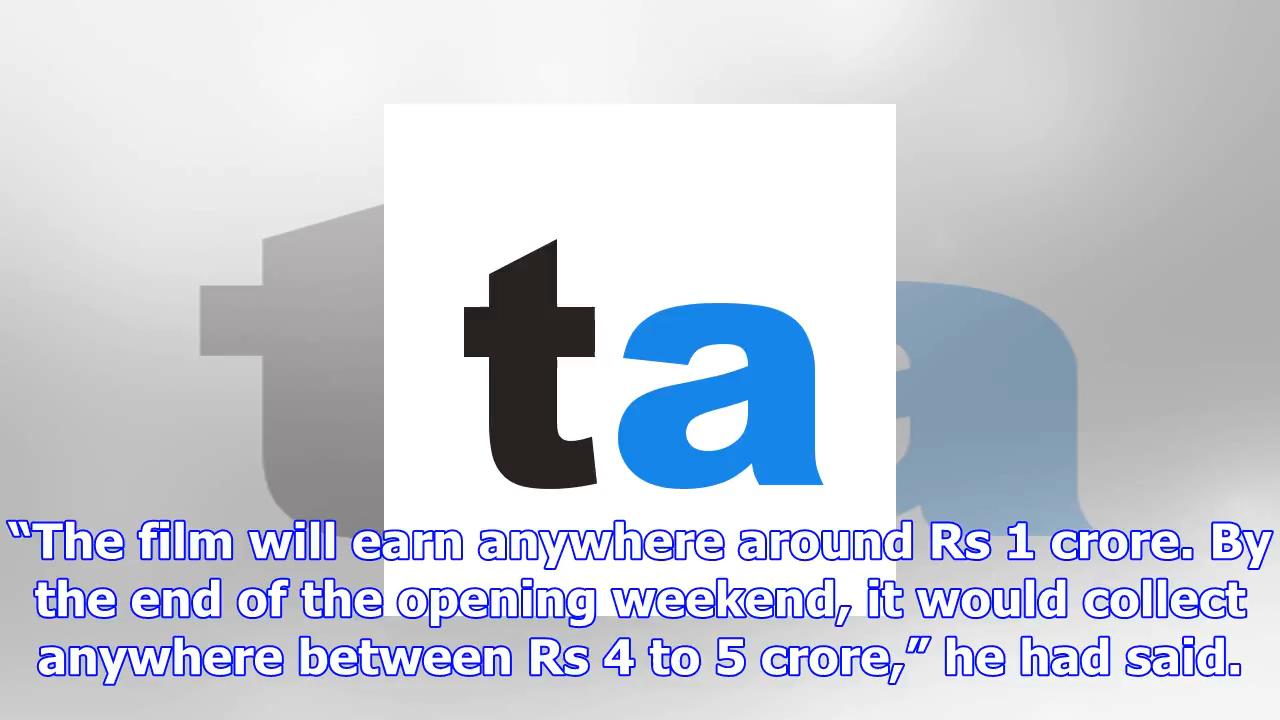 ta
“The film will earn anywhere around Rs 1 crore. By
the end of the opening weekend, it would collect
anywhere between Rs 4 to 5 crore,” he had said.